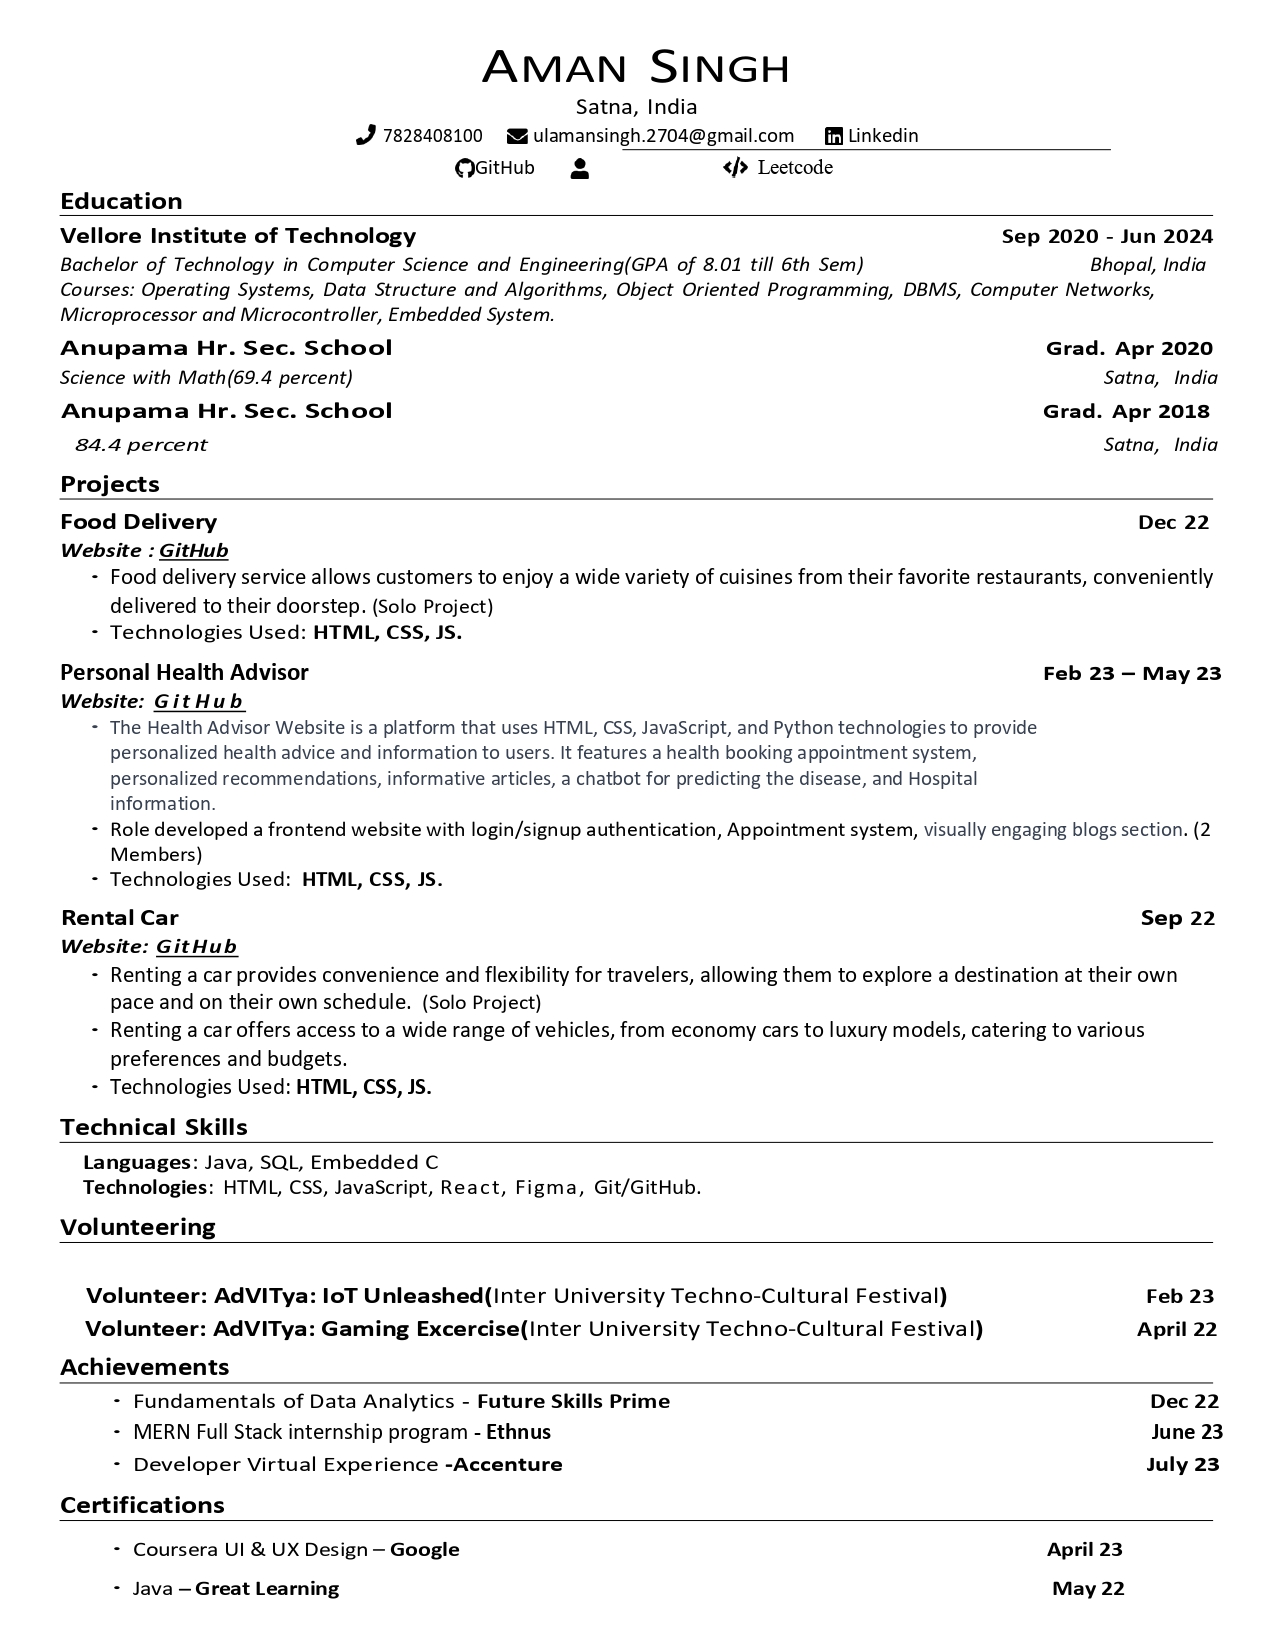 AMAN SINGH
Satna, India
7828408100 ulamansingh.2704@gmail.com Linkedin
GitHub Leetcode
Education
Vellore Institute of Technology Sep 2020 - Jun 2024
Bachelor of Technology in Computer Science and Engineering(GPA of 8.01 till 6th Sem) Bhopal, India
Courses: Operating Systems, Data Structure and Algorithms, Object Oriented Programming, DBMS, Computer Networks,
Microprocessor and Microcontroller, Embedded System.
Anupama Hr. Sec. School Grad. Apr 2020
Science with Math(69.4 percent) Satna, India
Anupama Hr. Sec. School Grad. Apr 2018
84.4 percent Satna, India
Projects
Food Delivery Dec 22
Website : GitHub
- Food delivery service allows customers to enjoy a wide variety of cuisines from their favorite restaurants, conveniently
delivered to their doorstep. (Solo Project)
- Technologies Used: HTML, CSS, JS.
Personal Health Advisor Feb 23 – May 23
Website: GitHub
- The Health Advisor Website is a platform that uses HTML, CSS, JavaScript, and Python technologies to provide
personalized health advice and information to users. It features a health booking appointment system,
personalized recommendations, informative articles, a chatbot for predicting the disease, and Hospital
information.
- Role developed a frontend website with login/signup authentication, Appointment system, visually engaging blogs section. (2
Members)
- Technologies Used: HTML, CSS, JS.
Rental Car Sep 22
Website: GitHub
- Renting a car provides convenience and flexibility for travelers, allowing them to explore a destination at their own
pace and on their own schedule. (Solo Project)
- Renting a car offers access to a wide range of vehicles, from economy cars to luxury models, catering to various
preferences and budgets.
- Technologies Used: HTML, CSS, JS.
Technical Skills
Languages: Java, SQL, Embedded C
Technologies: HTML, CSS, JavaScript, React, Figma, Git/GitHub.
Volunteering
Volunteer: AdVITya: IoT Unleashed(Inter University Techno-Cultural Festival) Feb 23
Volunteer: AdVITya: Gaming Excercise(Inter University Techno-Cultural Festival) April 22
Achievements
- Fundamentals of Data Analytics - Future Skills Prime Dec 22
- MERN Full Stack internship program - Ethnus June 23
- Developer Virtual Experience -Accenture July 23
Certifications
- Coursera UI & UX Design – Google April 23
- Java – Great Learning May 22